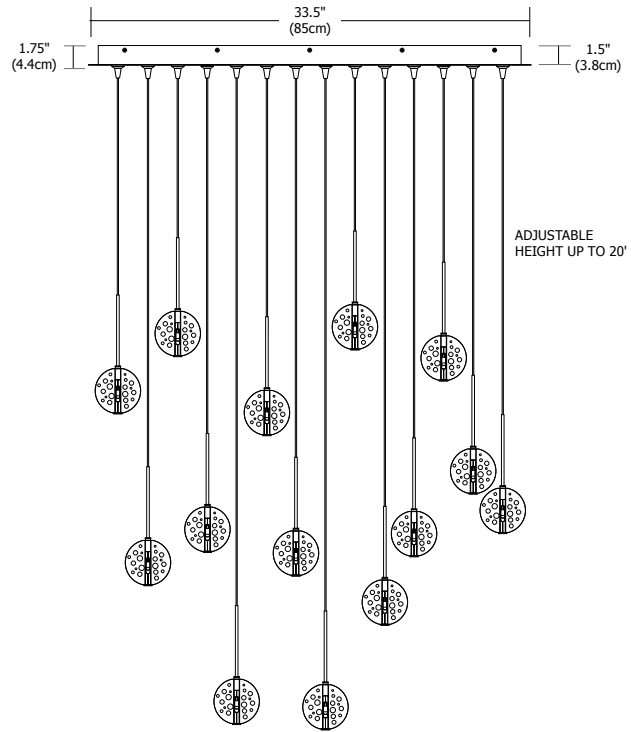 33.5"
(85cm)
1.75"
(4.4cm)
1.5"
(3.8cm)
ADJUSTABLE
HEIGHT UP TO 20'